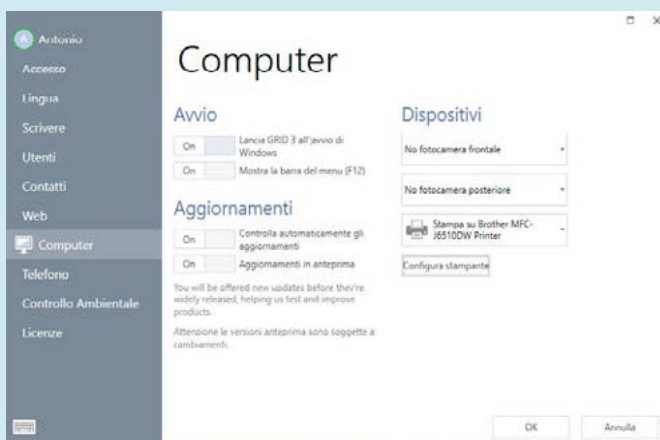 Antonio
Accesso
Lingua
Scrivere
Utenti
Contatti
Web
Computer
Telefono
Controllo Ambientale
Licenze
Computer
Avvio
On
Lancia GRID 3 all'avvio di
Windows
On
Mostra la barra del menu (F12)
Aggiornamenti
On
Controlla automaticamente gli
aggiornamenti
On
Aggiornamenti in anteprima
You will be offered new updates before they're
widely released, helping us test and improve
products.
Attenzione le versioni anteprima sono soggette a
cambiamenti.
Dispositivi
No fotocamera frontale
No fotocamera posteriore
Stampa su Brother MFC-
J6510DW Printer
Configura stampante
OK
Annulla